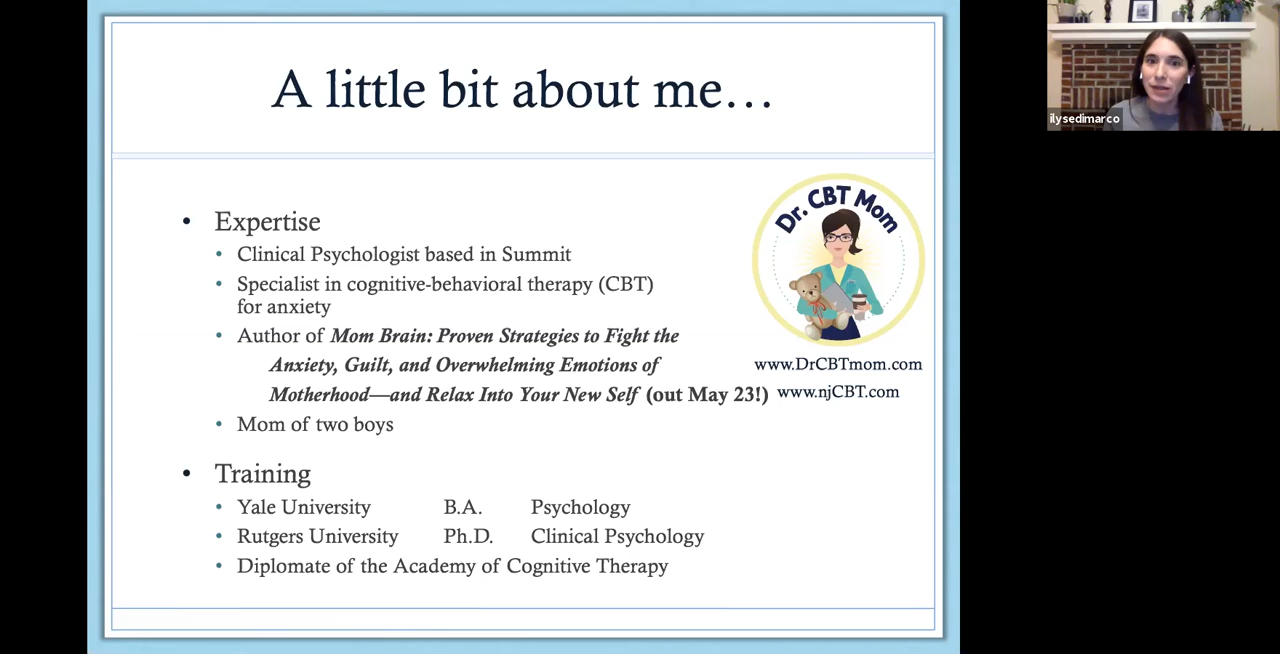 A little bit about me…
ilysedimarco
• Expertise
• Clinical Psychologist based in Summit
• Specialist in cognitive-behavioral therapy (CBT)
for anxiety
• Author of Mom Brain: Proven Strategies to Fight the
Anxiety, Guilt, and Overwhelming Emotions of
Motherhood—and Relax Into Your New Self (out May 23!)
• Mom of two boys
Dr. CBT Mom
www.DrCBTmom.com
www.njCBT.com
• Training
• Yale University B.A. Psychology
• Rutgers University Ph.D. Clinical Psychology
• Diplomate of the Academy of Cognitive Therapy